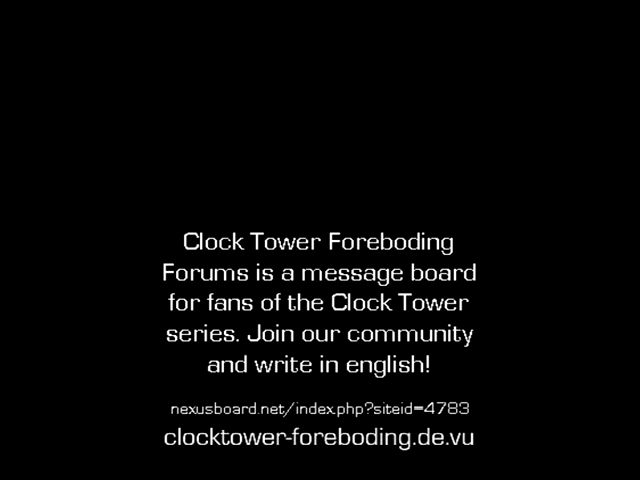 Clock Tower Foreboding
Forums is a message board
for fans of the Clock Tower
series. Join our community
and write in english!
nexusboard.net/index.php?siteid=4783
clocktower-foreboding.de.vu